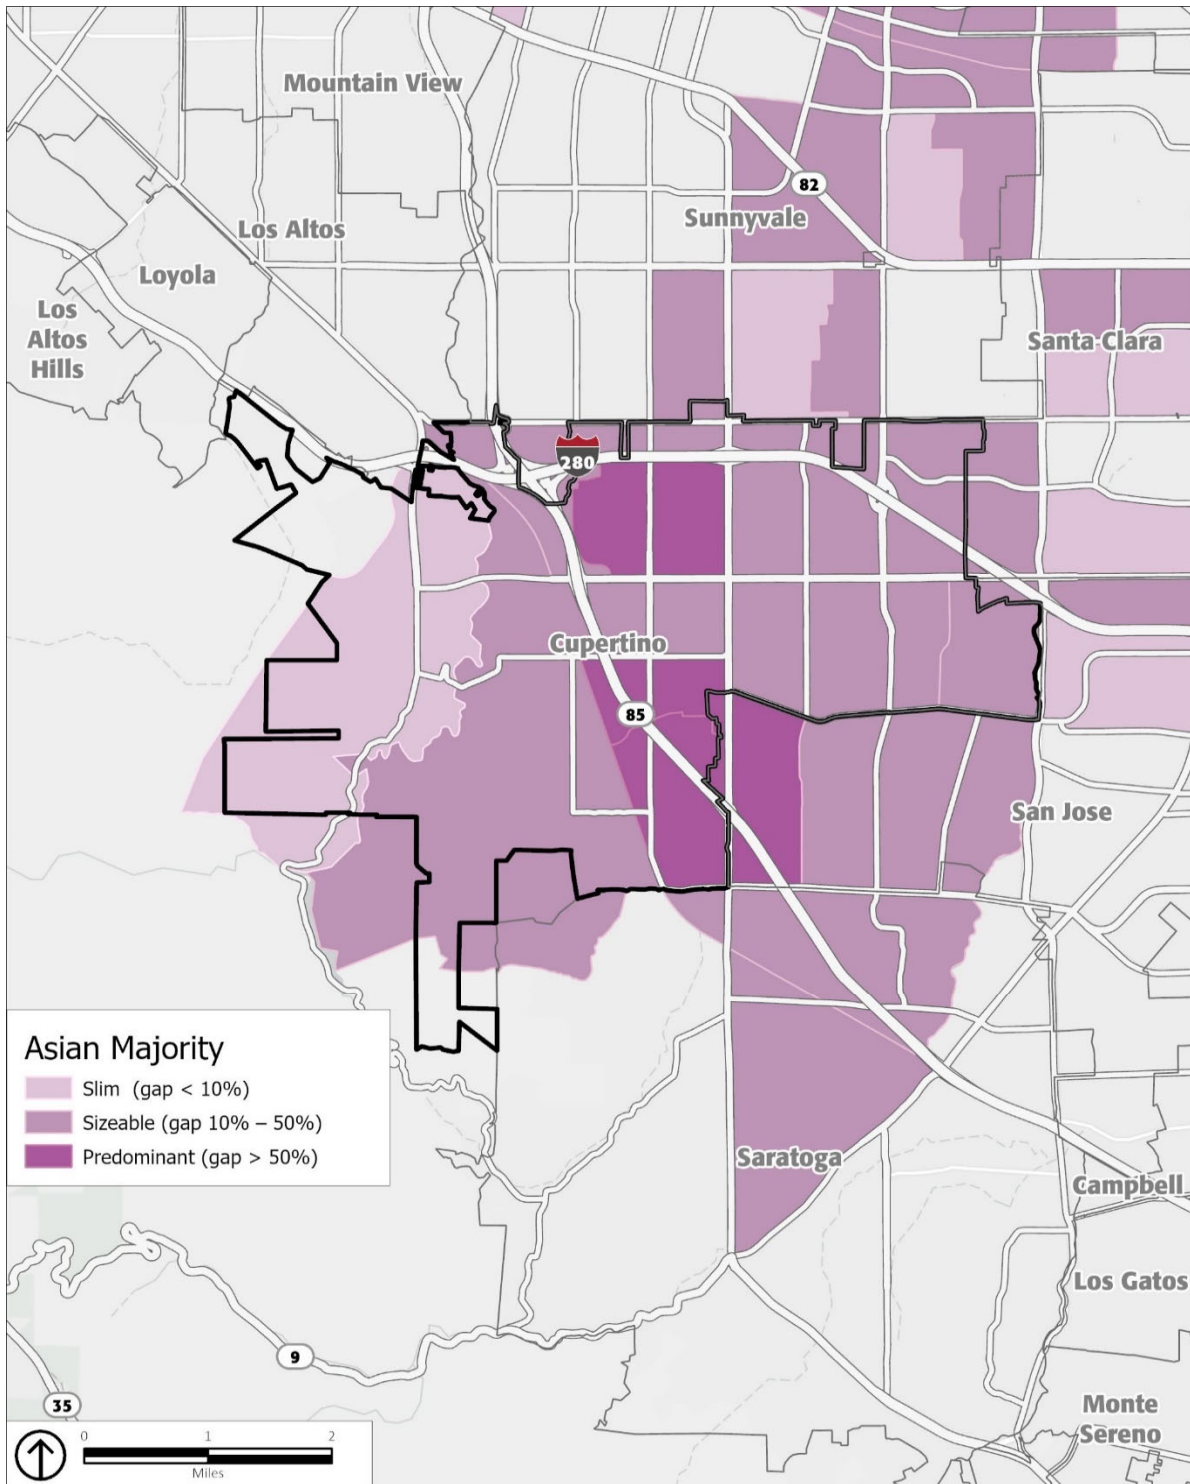 Mountain View
82
Sunnyvale
Los Altos
Loyola
Los
Altos
Hills
Santa Clara
280
Cupertino
85
San Jose
Asian Majority
Slim (gap < 10%)
Sizeable (gap 10% – 50%)
Predominant (gap > 50%)
Saratoga
Campbell
Los Gatos
9
35
Monte
Sereno
0 1 2
Miles